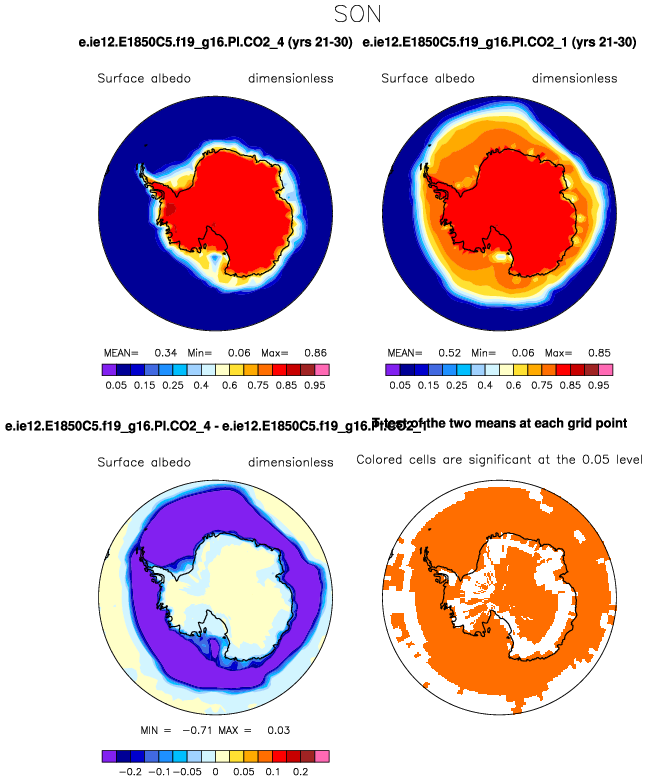 SON
e.ie12.E1850C5.f19_g16.PI.CO2_4 (yrs 21-30) e.ie12.E1850C5.f19_g16.PI.CO2_1 (yrs 21-30)
Surface albedo dimensionless Surface albedo dimensionless
MEAN= 0.34 Min= 0.06 Max= 0.86 MEAN= 0.52 Min= 0.06 Max= 0.85
0.05 0.15 0.25 0.4 0.6 0.75 0.85 0.95 0.05 0.15 0.25 0.4 0.6 0.75 0.85 0.95
e.ie12.E1850C5.f19_g16.PI.CO2_4 - e.ie12.E1850C5.f19_g16.PI.CO2_1 T-test of the two means at each grid point
Surface albedo dimensionless Colored cells are significant at the 0.05 level
MIN = -0.71 MAX = 0.03
-0.2 -0.1 -0.05 0 0.05 0.1 0.2